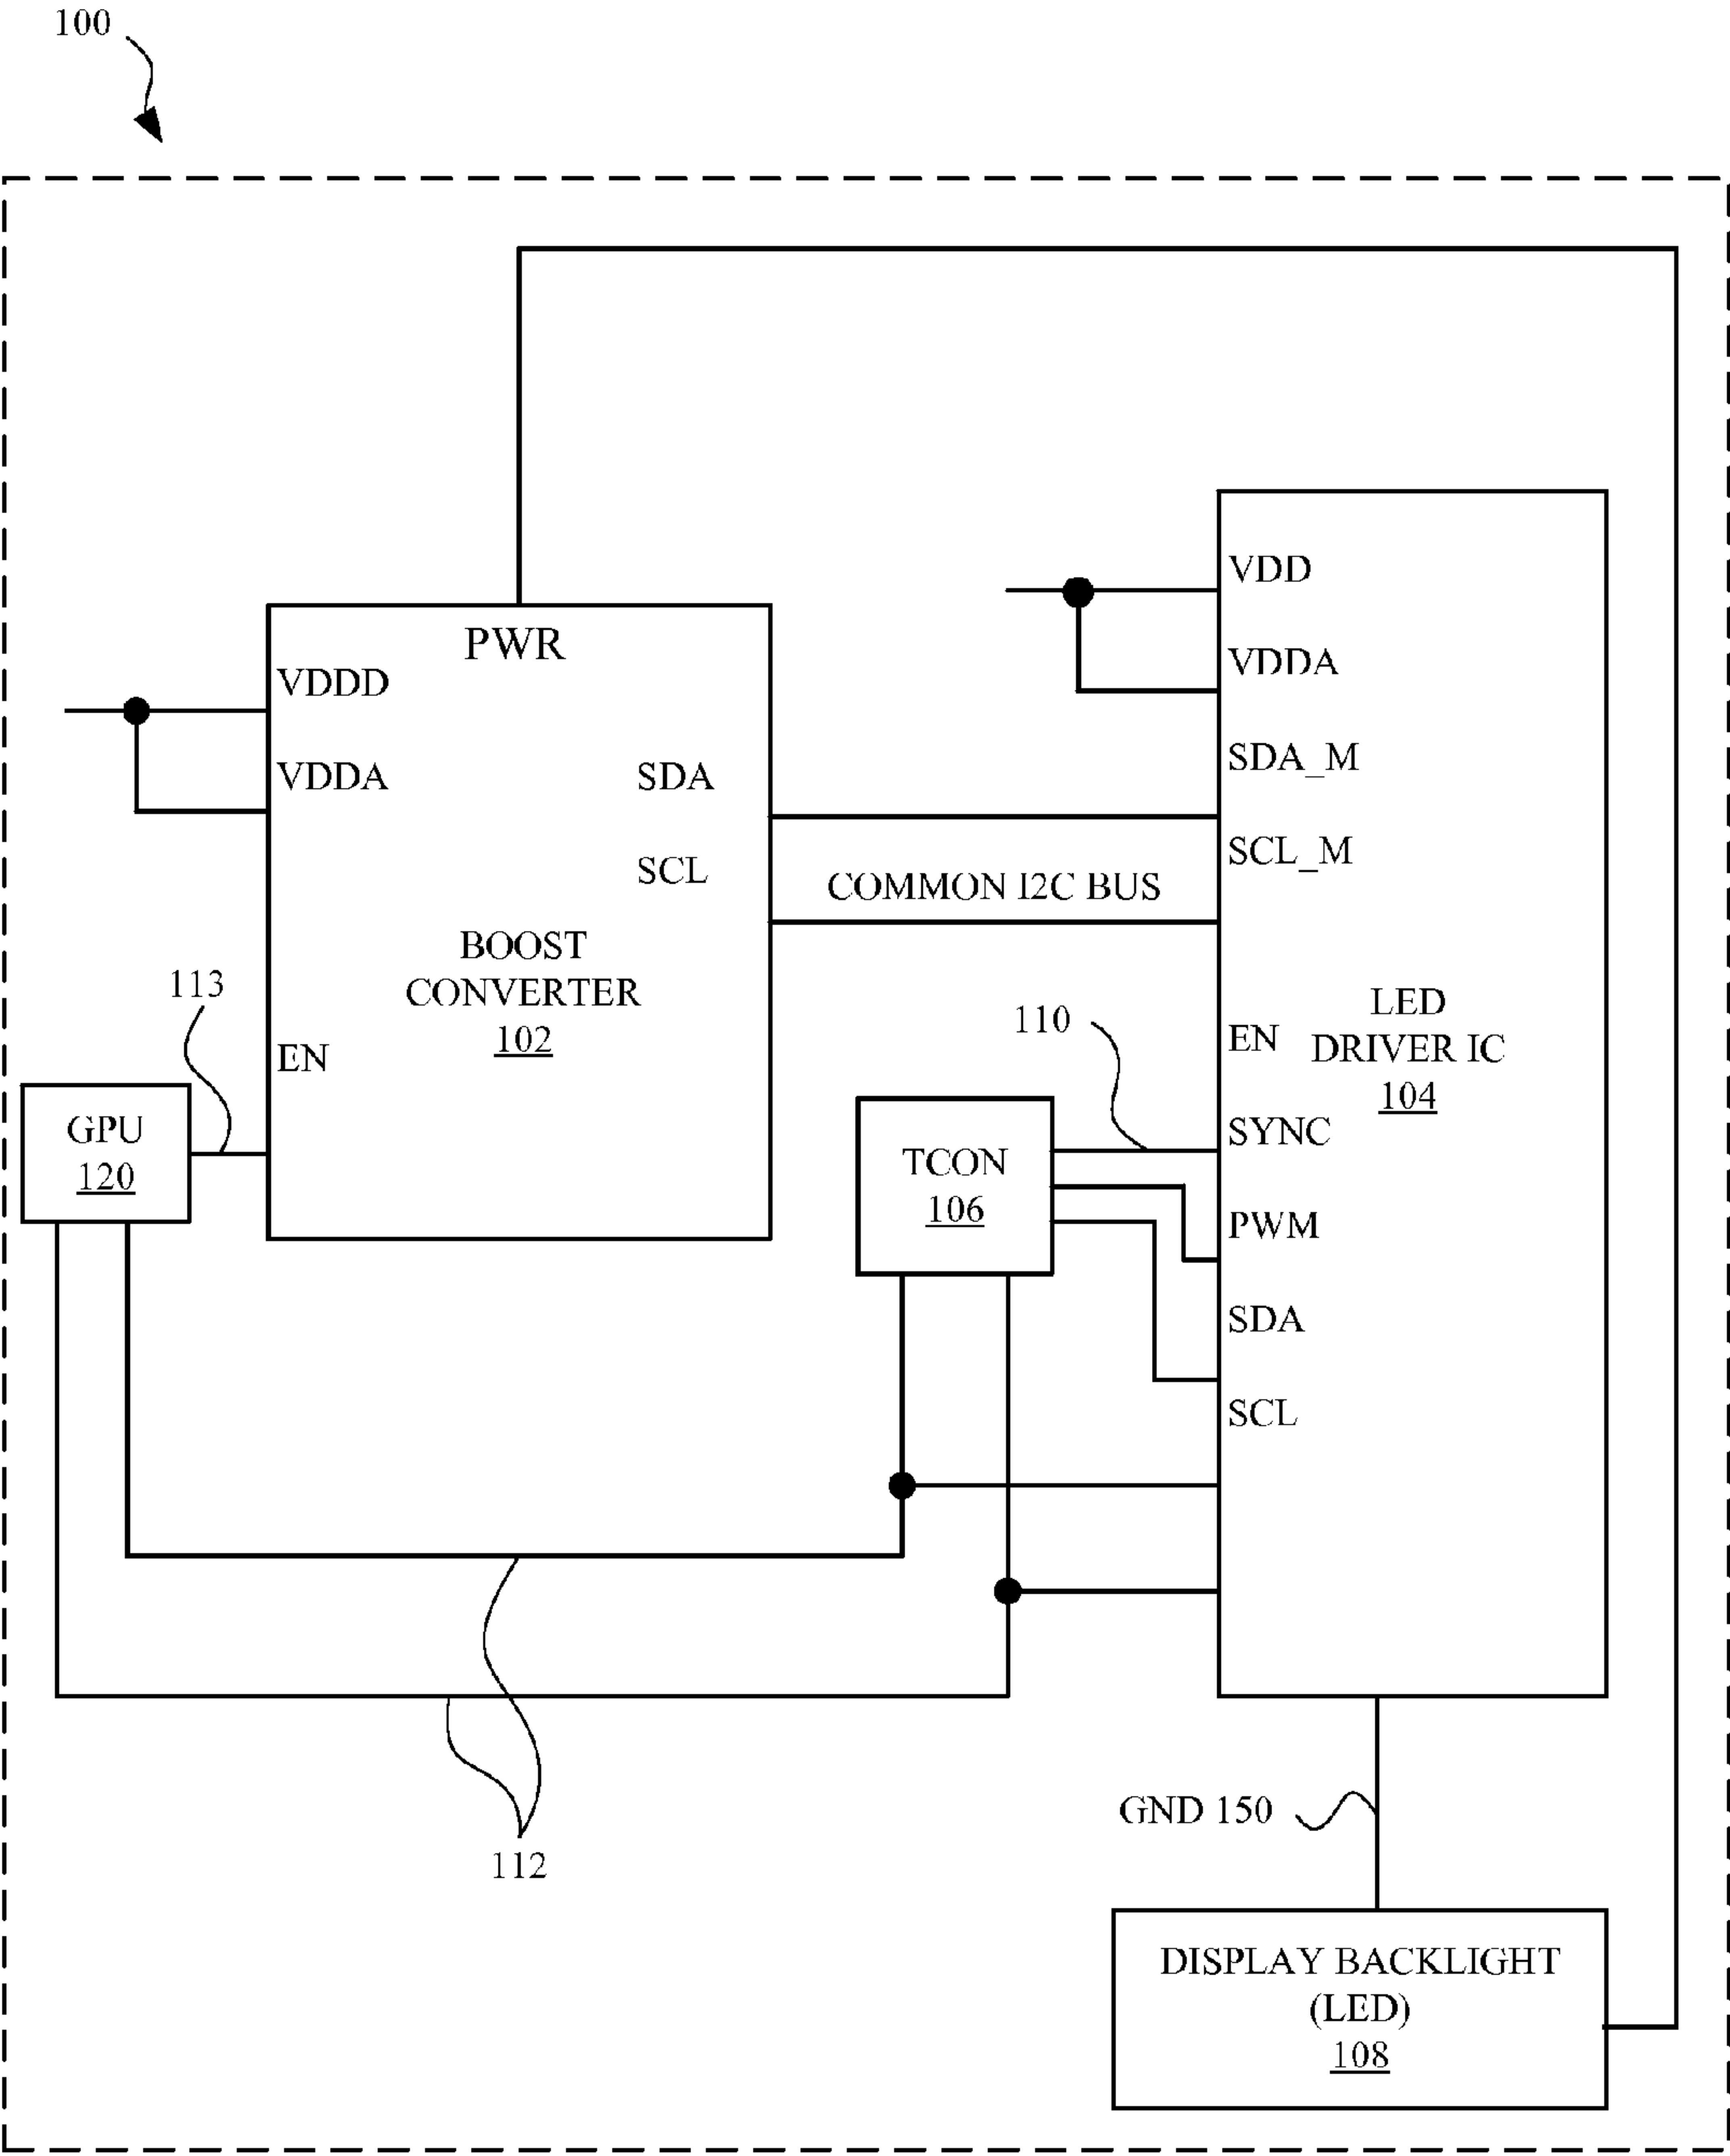 100
PWR
VDDD
VDDA
SDA
SCL
BOOST
CONVERTER
102
EN
113
GPU
120
COMMON I2C BUS
VDD
VDDA
SDA_M
SCL_M
LED
DRIVER IC
104
EN
SYNC
PWM
SDA
SCL
110
TCON
106
112
GND 150
DISPLAY BACKLIGHT
(LED)
108